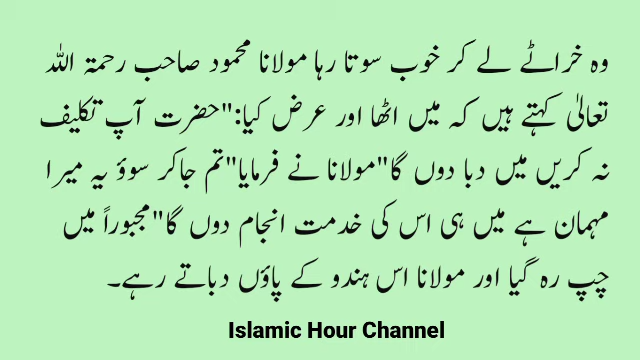 وہ خراٹے لے کر خوب سوتا رہا مولانا محمود صاحب رحمۃ اللہ
تعالیٰ کہتے ہیں کہ میں اٹھا اور عرض کیا:"حضرت آپ تکلیف
نہ کریں میں دبا دوں گا"مولانا نے فرمایا"تم جاکر سوؤ یہ میرا
مہمان ہے میں ہی اس کی خدمت انجام دوں گا"مجبوراً میں
چپ رہ گیا اور مولانا اس ہندو کے پاؤں دباتے رہے۔
Islamic Hour Channel